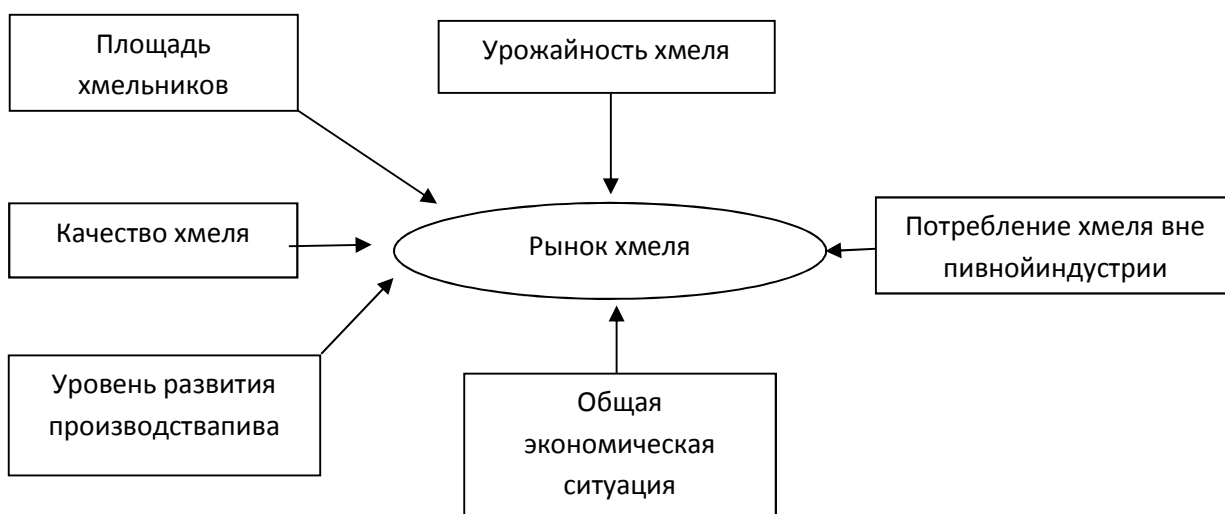 Площадь
хмельников
Урожайность хмеля
Качество хмеля
Рынок хмеля
Потребление хмеля вне
пивнойиндустрии
Уровень развития
производствапива
Общая
экономическая
ситуация